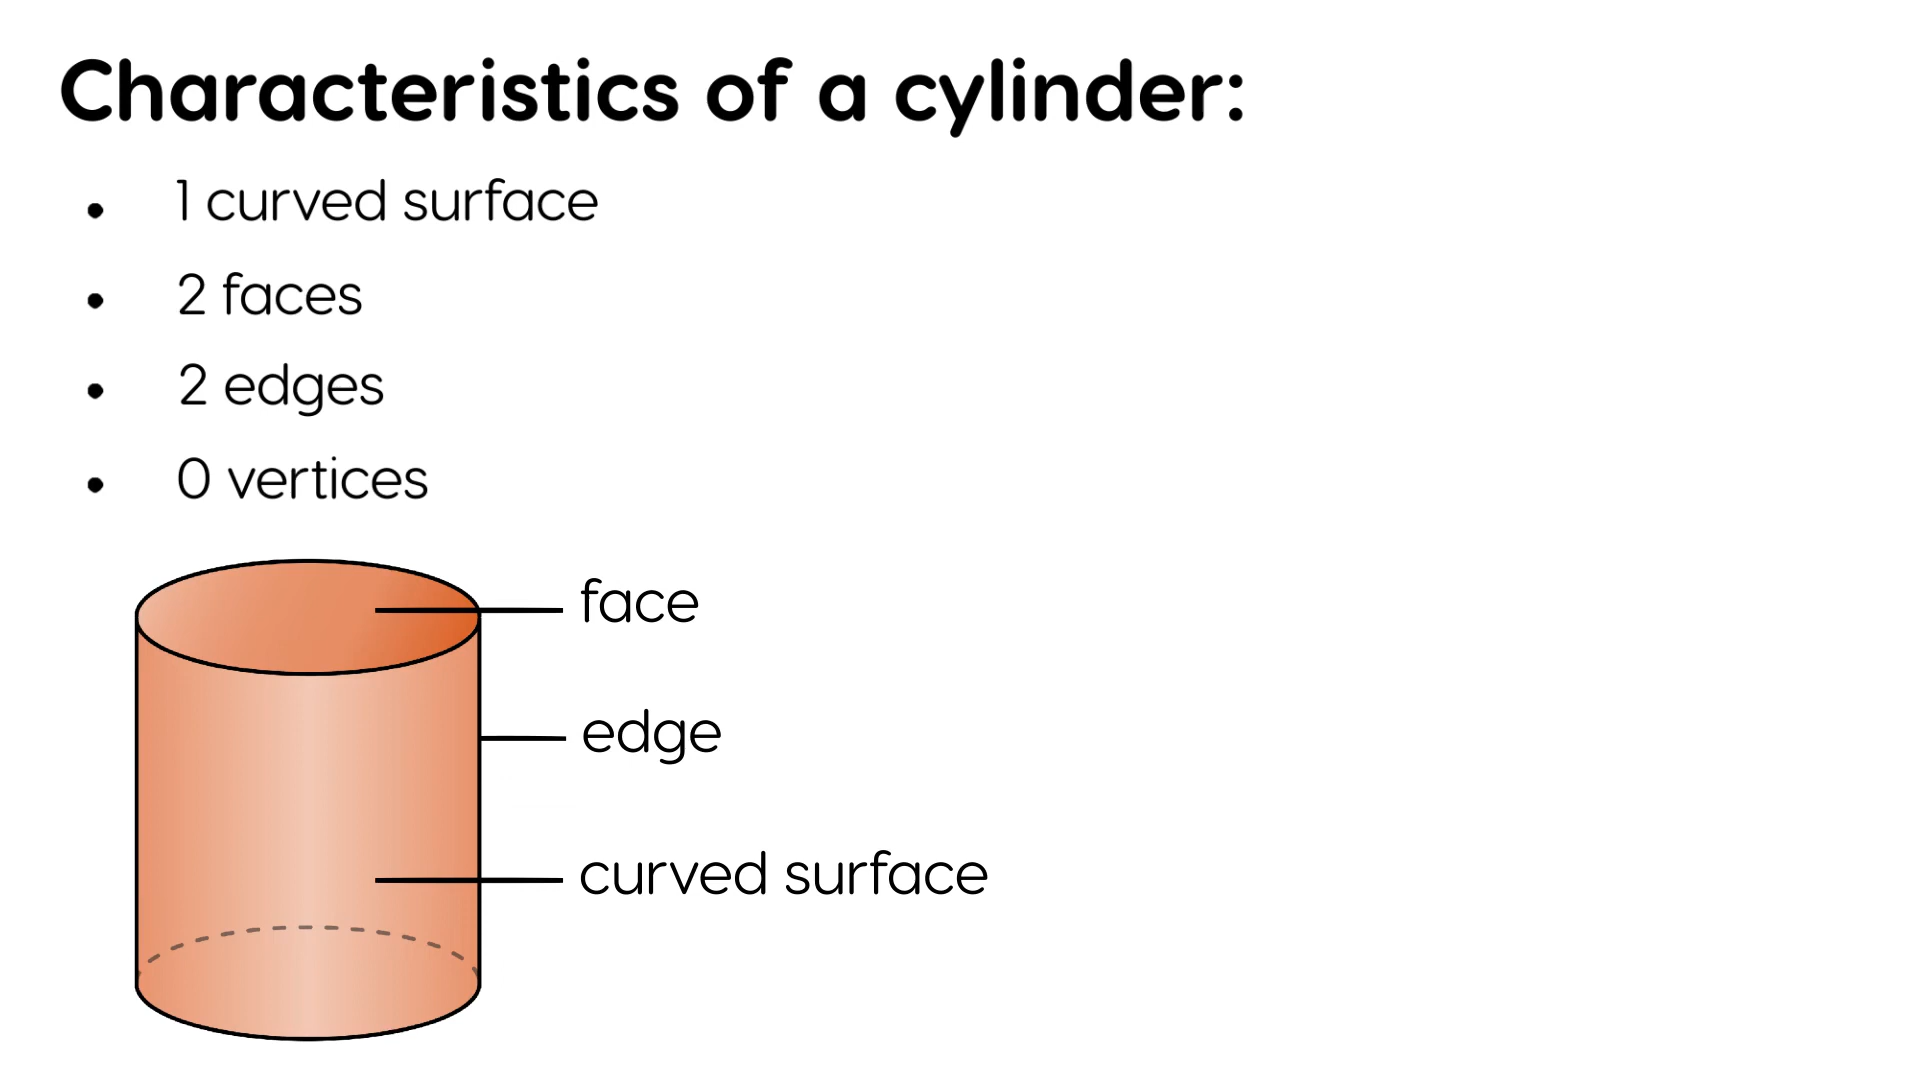 Characteristics of a cylinder:
• 1 curved surface
• 2 faces
• 2 edges
• 0 vertices
face
edge
curved surface